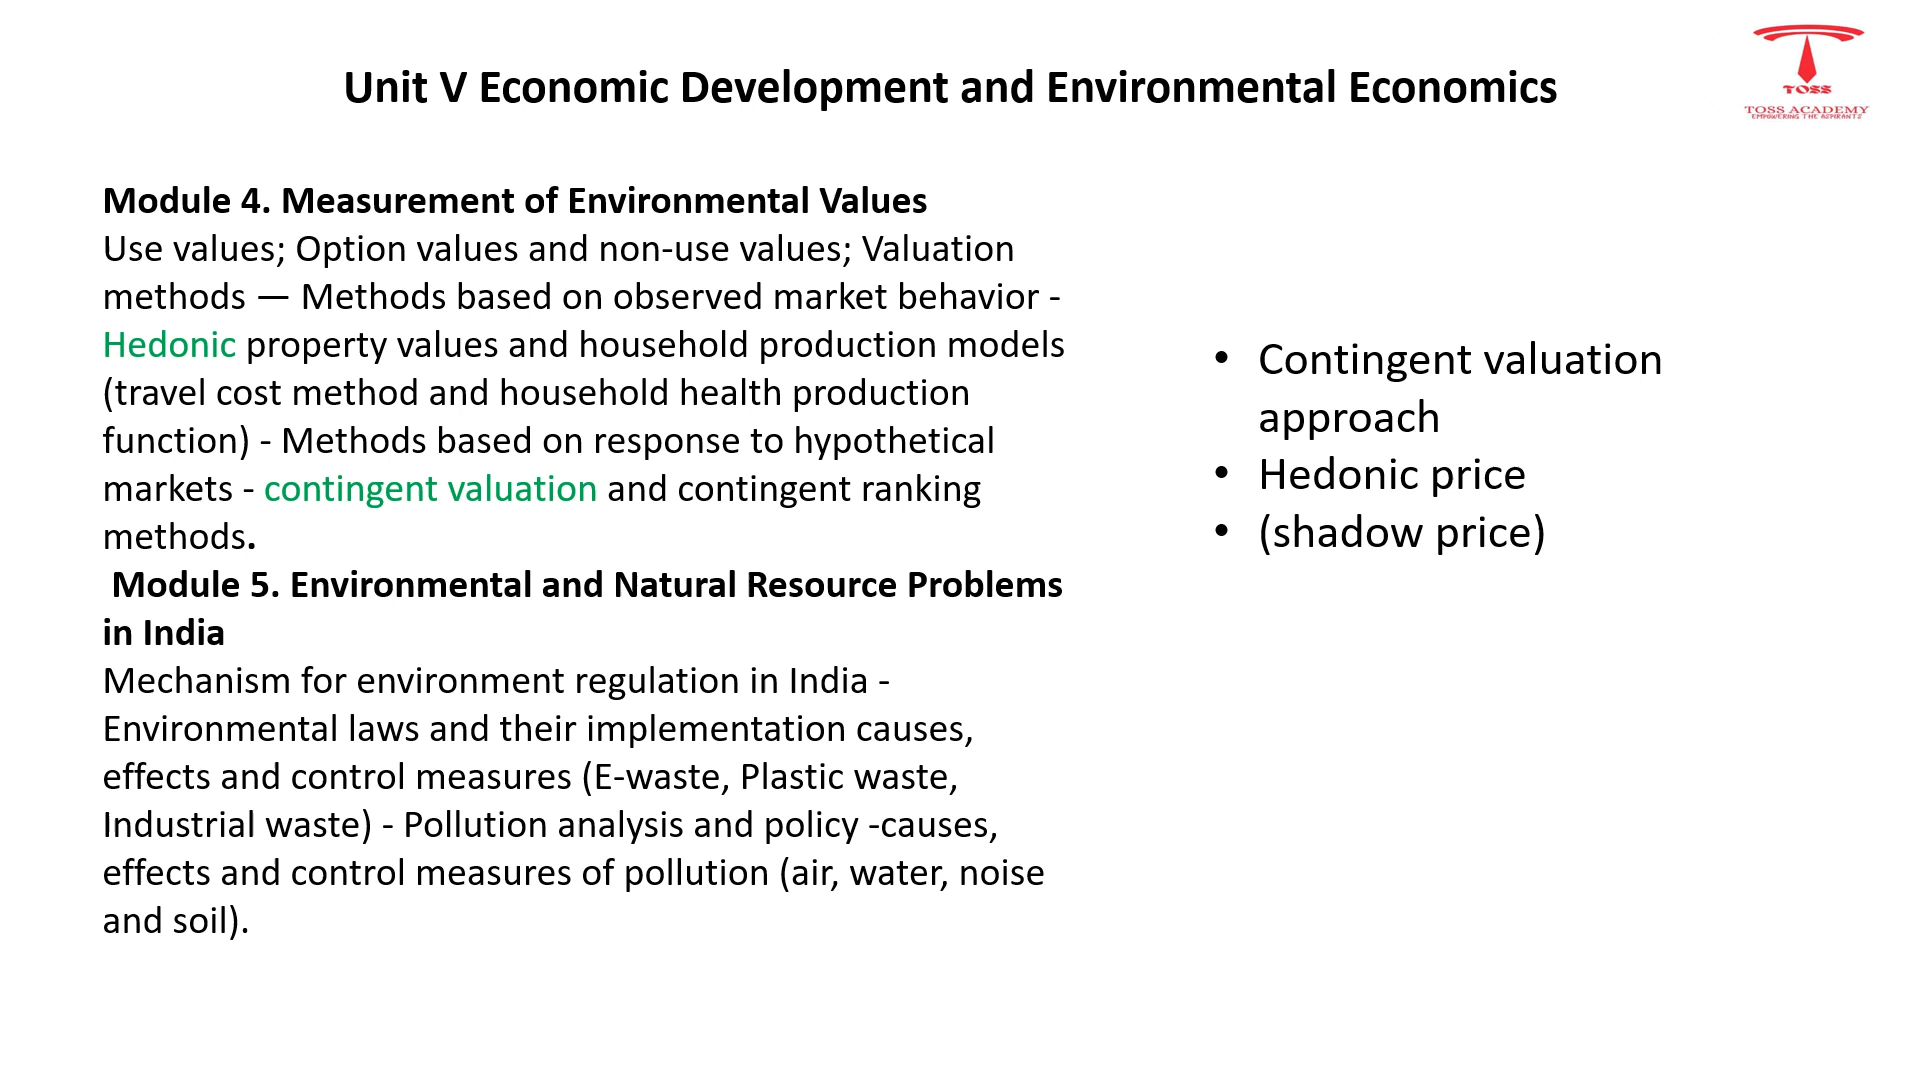 Unit V Economic Development and Environmental Economics
TOSS
TOSS ACADEMY
EMPOWERING THE ASPIRANTS
Module 4. Measurement of Environmental Values
Use values; Option values and non-use values; Valuation
methods — Methods based on observed market behavior -
Hedonic property values and household production models
(travel cost method and household health production
function) - Methods based on response to hypothetical
markets - contingent valuation and contingent ranking
methods.
Module 5. Environmental and Natural Resource Problems
in India
Mechanism for environment regulation in India -
Environmental laws and their implementation causes,
effects and control measures (E-waste, Plastic waste,
Industrial waste) - Pollution analysis and policy -causes,
effects and control measures of pollution (air, water, noise
and soil).
• Contingent valuation
approach
• Hedonic price
• (shadow price)